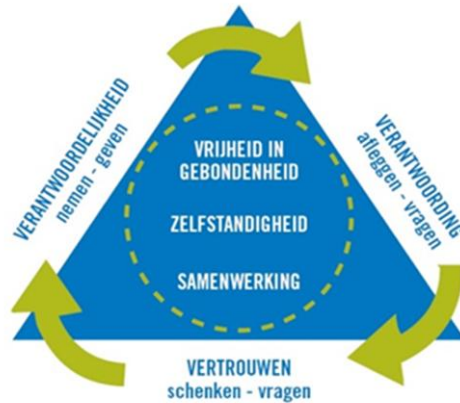 VERANTWOORDELIJKHEID
nemen - geven
VRIJHEID IN
GEBONDENHEID
ZELFSTANDIGHEID
SAMENWERKING
VERANTWOORDING
afleggen - vragen
VERTROUWEN
schenken - vragen